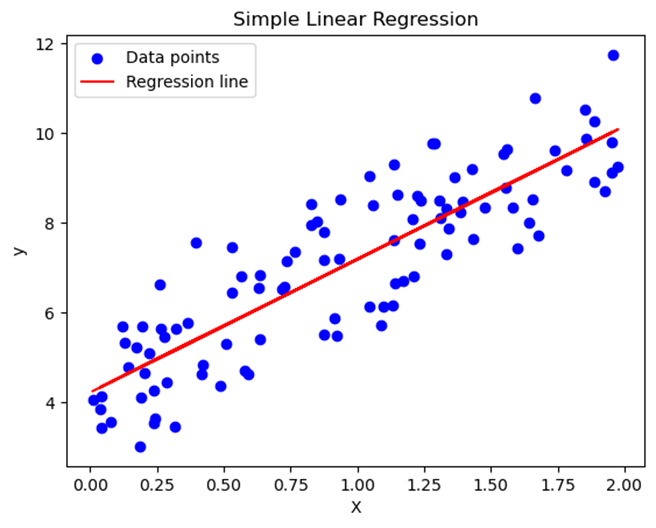 Simple Linear Regression
Data points
Regression line
12
10
8
6
4
y
0.00 0.25 0.50 0.75 1.00 1.25 1.50 1.75 2.00
X